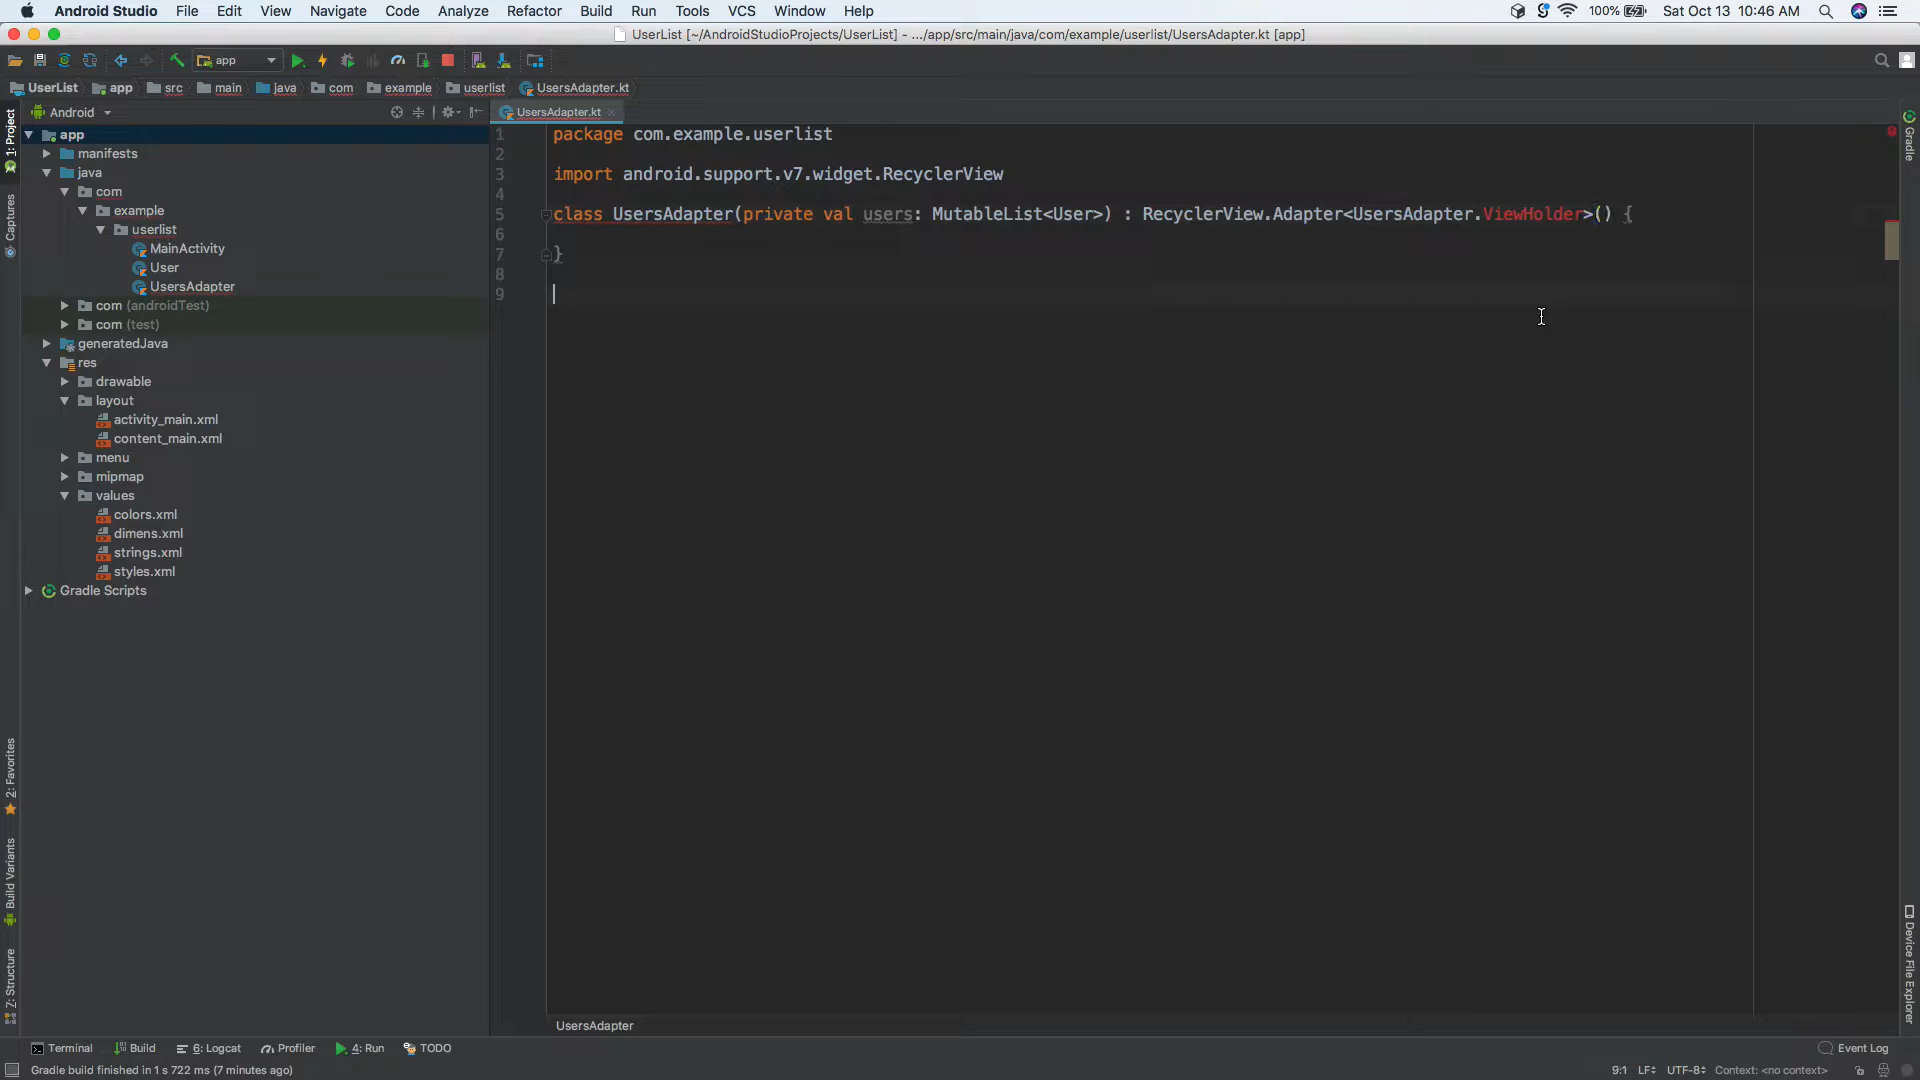 Android Studio File Edit View Navigate Code Analyze Refactor Build Run Tools VCS Window Help 100% Sat Oct 13 10:46 AM
UserList [~/AndroidStudioProjects/UserList] - .../app/src/main/java/com/example/userlist/UsersAdapter.kt [app]
app
UserList app src main java com example userlist UsersAdapter.kt
Android
UsersAdapter.kt
1: Project
Captures
2: Favorites
Build Variants
7: Structure
app
manifests
java
com
example
userlist
MainActivity
User
UsersAdapter
com (androidTest)
com (test)
generatedJava
res
drawable
layout
activity_main.xml
content_main.xml
menu
mipmap
values
colors.xml
dimens.xml
strings.xml
styles.xml
Gradle Scripts
1 package com.example.userlist
2
3 import android.support.v7.widget.RecyclerView
4
5 class UsersAdapter(private val users: MutableList<User>) : RecyclerView.Adapter<UsersAdapter.ViewHolder>() {
6
7 }
8
9
Gradle
Device File Explorer
UsersAdapter
Terminal Build 6: Logcat Profiler 4: Run TODO Event Log
Gradle build finished in 1 s 722 ms (7 minutes ago) 9:1 LF UTF-8 Context: <no context>